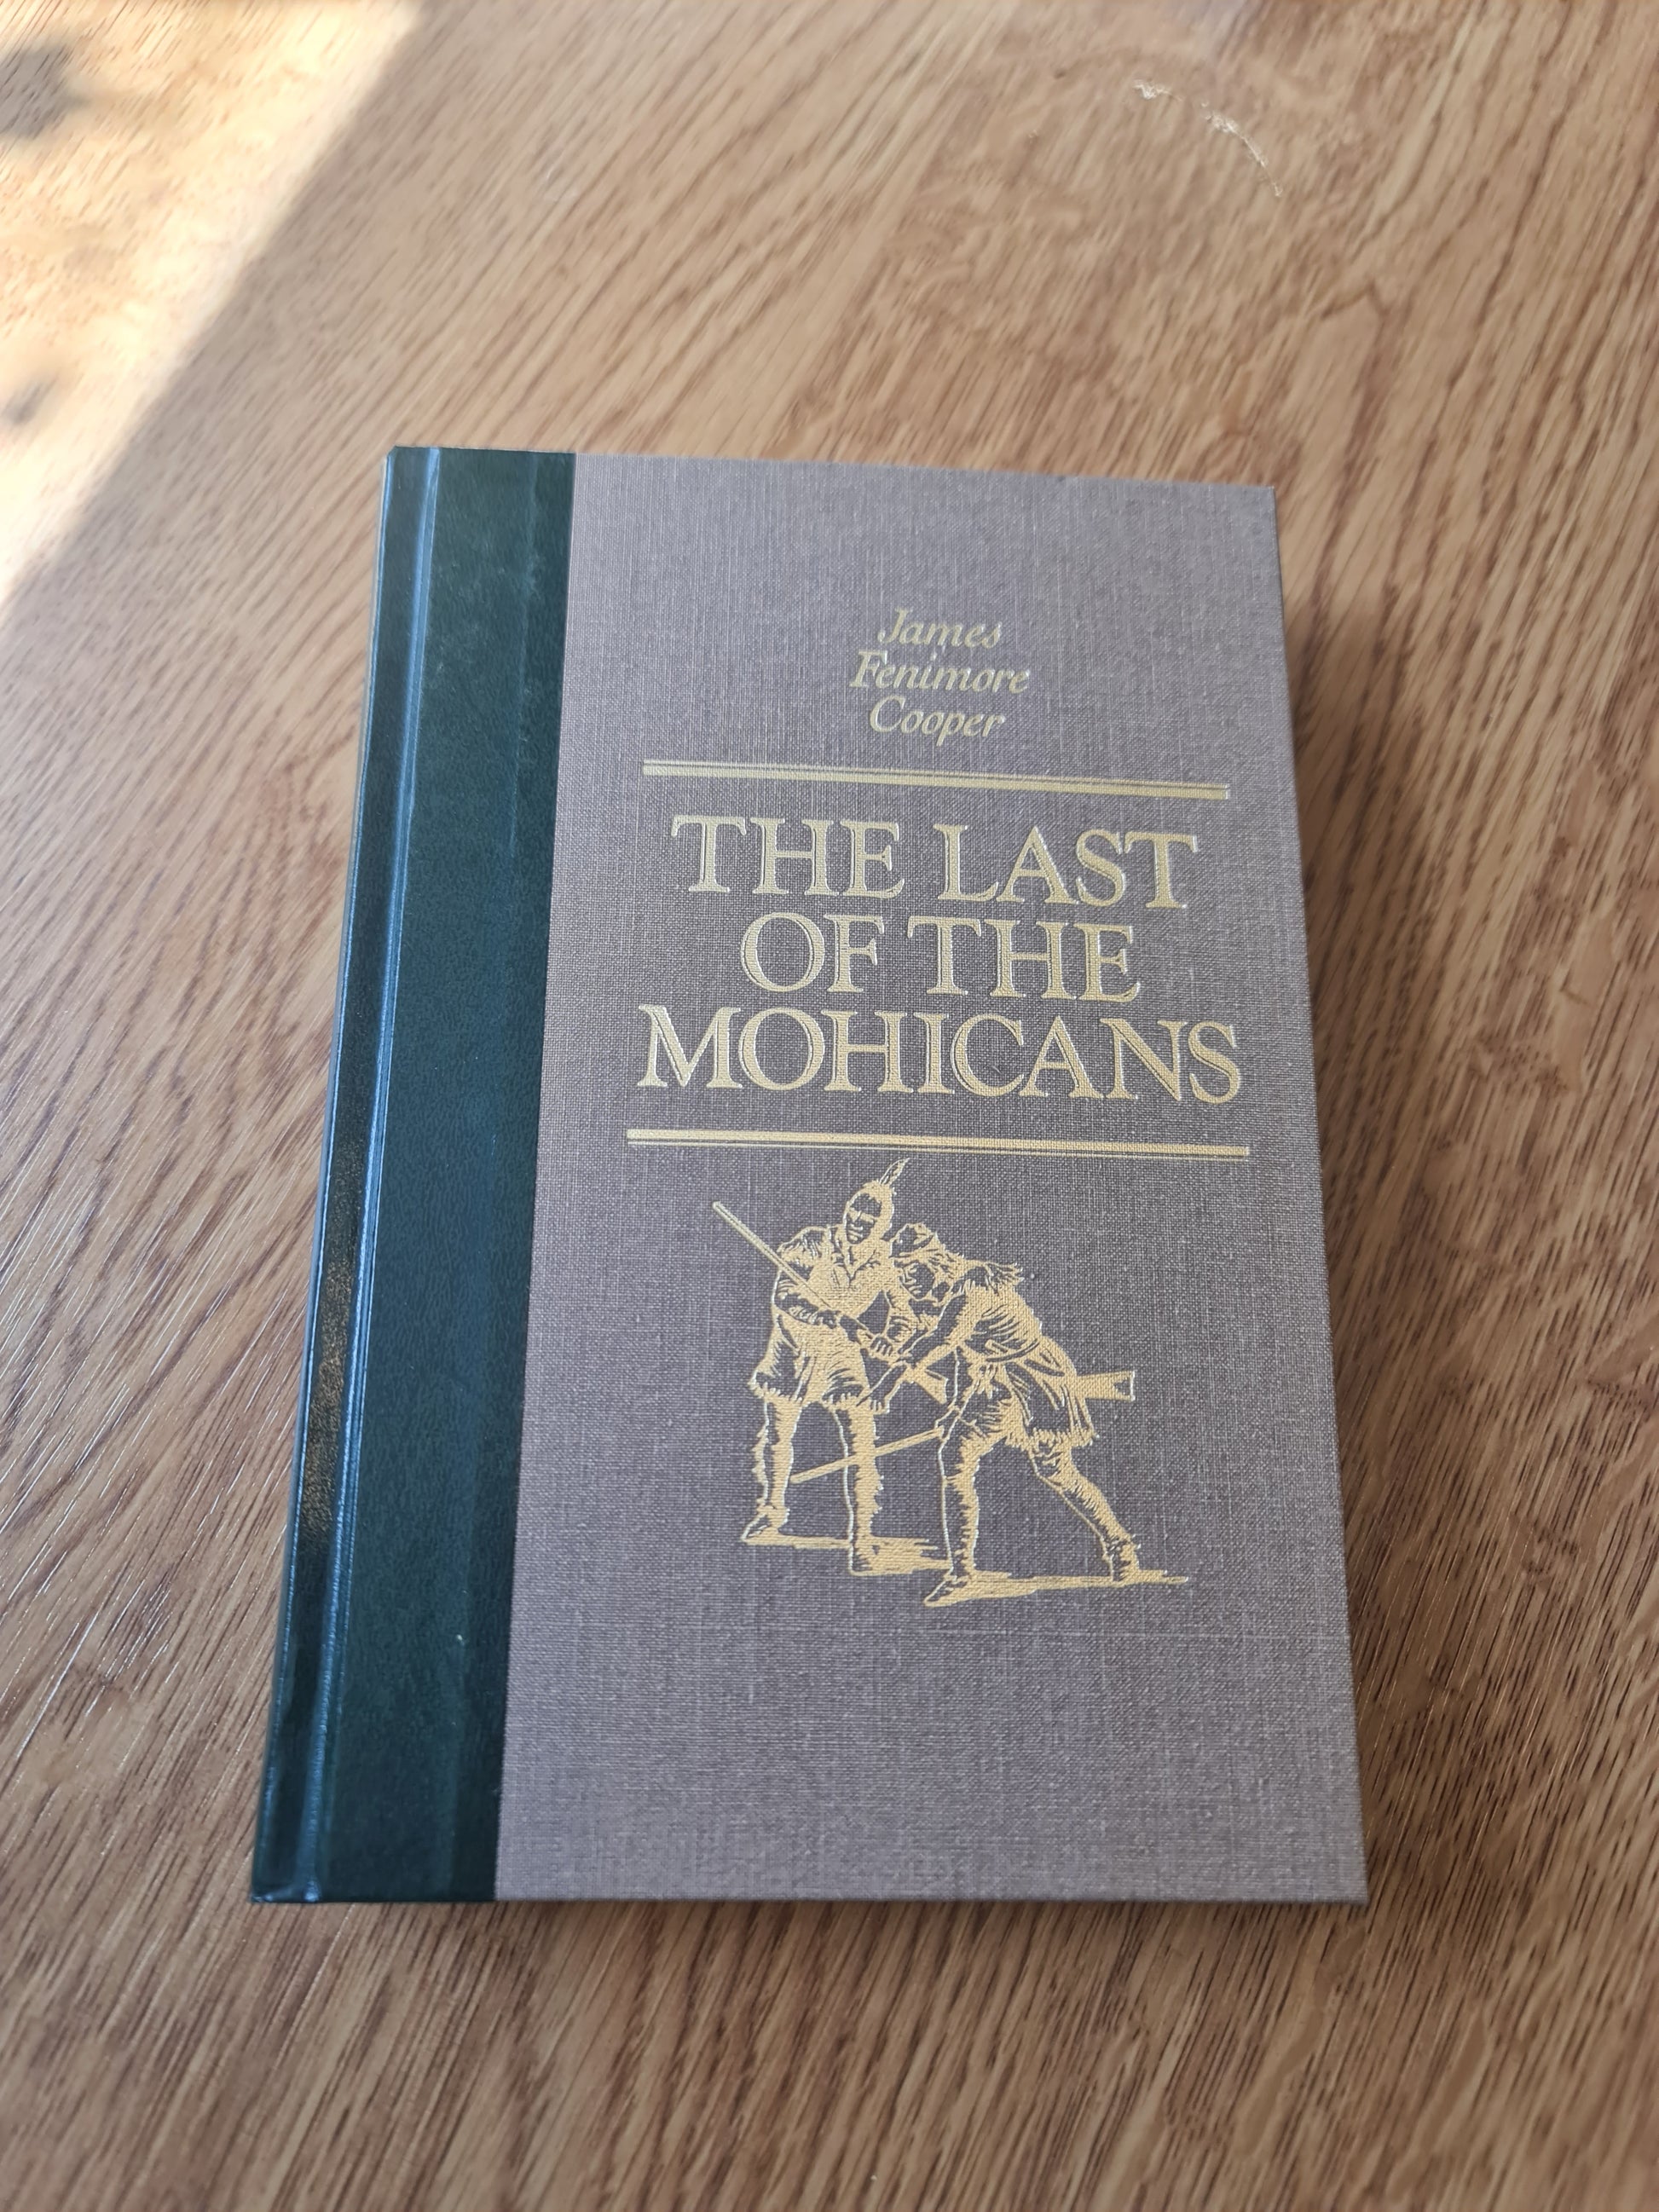 James
Fenimore
Cooper
THE LAST
OF THE
MOHICANS